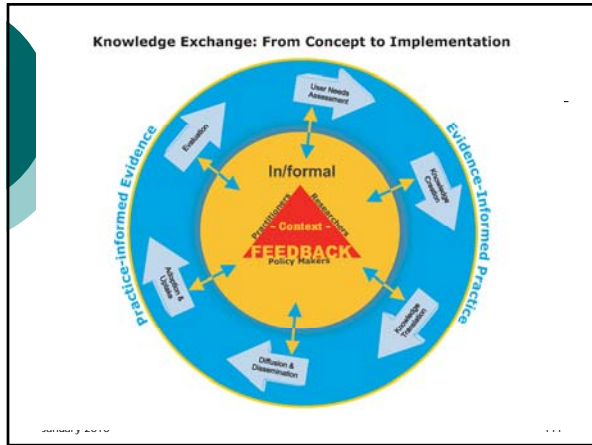 Knowledge Exchange: From Concept to Implementation
User Needs
Assessment
Knowledge
Creation
Knowledge
Translation
Diffusion &
Dissemination
Adoption &
Uptake
Evaluation
Practice-informed Evidence
Evidence-Informed Practice
In/formal
Practitioners
Researchers
- Context -
FEEDBACK
Policy Makers